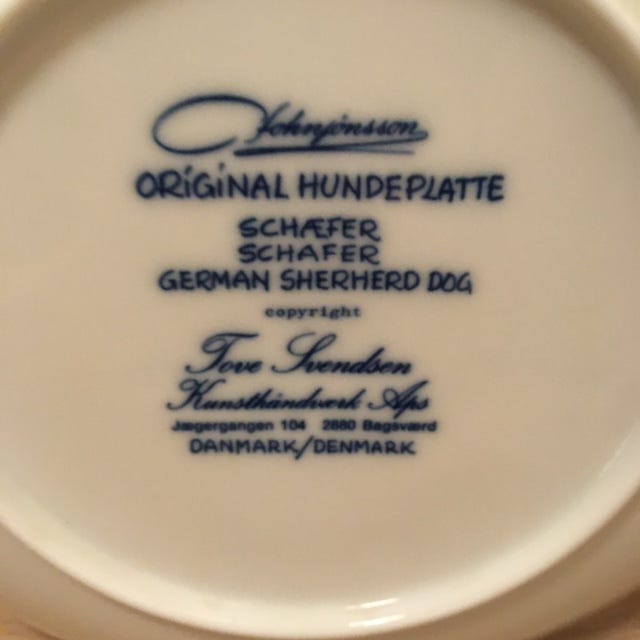 Johnjönsson
ORiGiNAL HUNDEPLATTE
SCHÆFER
SCHAFER
GERMAN SHERHERD DOG
copyright
Tove Svendsen
Kunsthåndværk Aps
Jægergangen 104 2880 Bagsværd
DANMARK/DENMARK